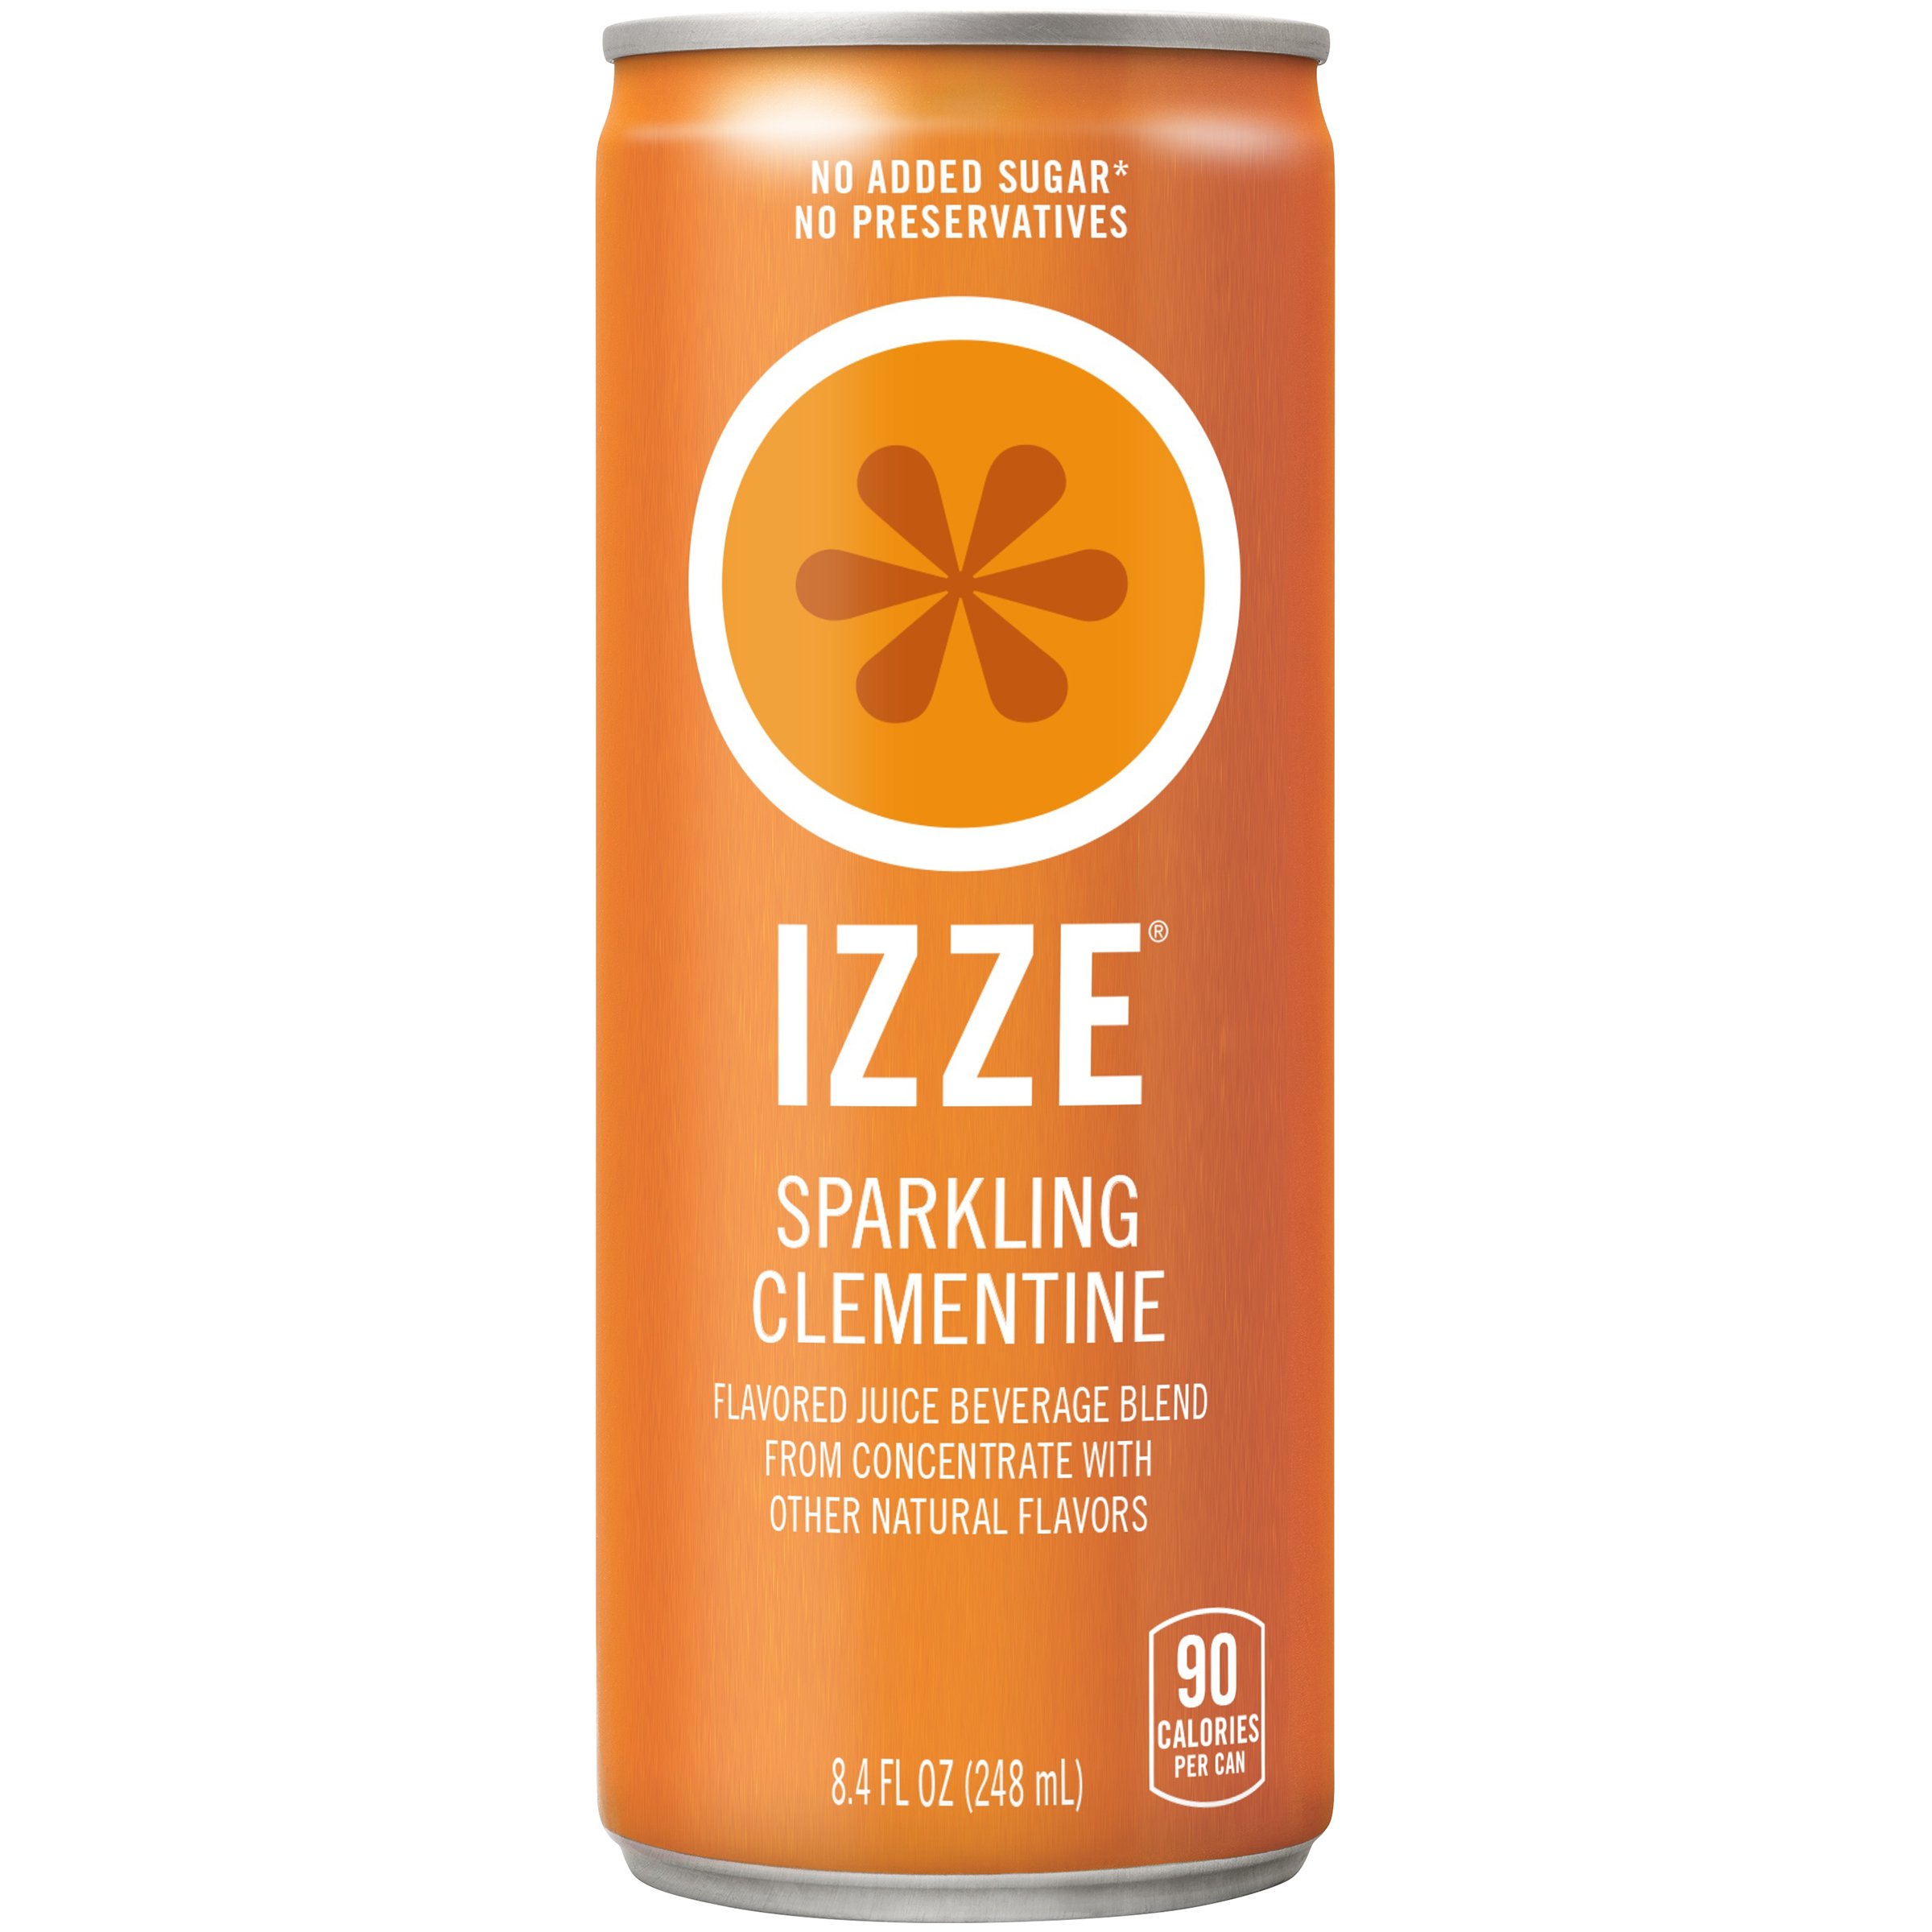 NO ADDED SUGAR*
NO PRESERVATIVES
IZZE®
SPARKLING
CLEMENTINE
FLAVORED JUICE BEVERAGE BLEND
FROM CONCENTRATE WITH
OTHER NATURAL FLAVORS
90
CALORIES
PER CAN
8.4 FL OZ (248 mL)